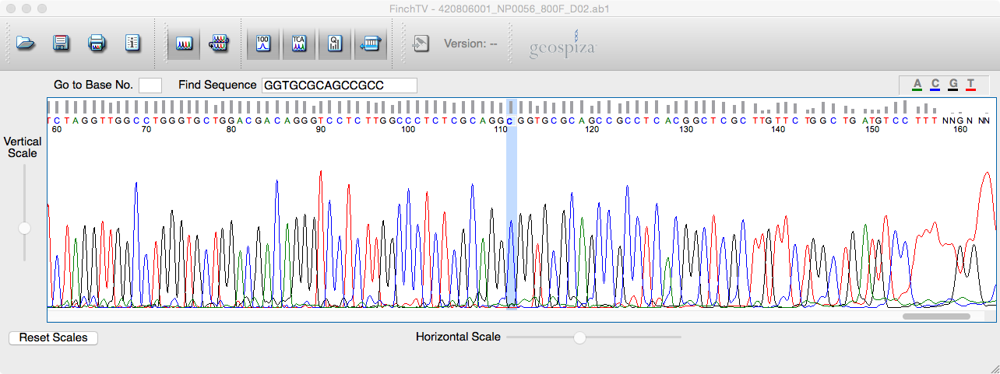 FinchTV - 420806001_NP0056_800F_D02.ab1
100
TCA
Q
Version: --
geospiza
Go to Base No.
Find Sequence GGTGCGCAGCCGCC
A C G T
TCTAGGTTGGCCTGGGTGCTGGACGACAGGGTCCTCTTGGCCCTCTCGCAGGCGGTGCGCAGCCGCCTCACGGCTCGCTTGTTCTGGCTGATGTCCTTTNNGNNN
60 70 80 90 100 110 120 130 140 150 160
Vertical
Scale
Reset Scales
Horizontal Scale